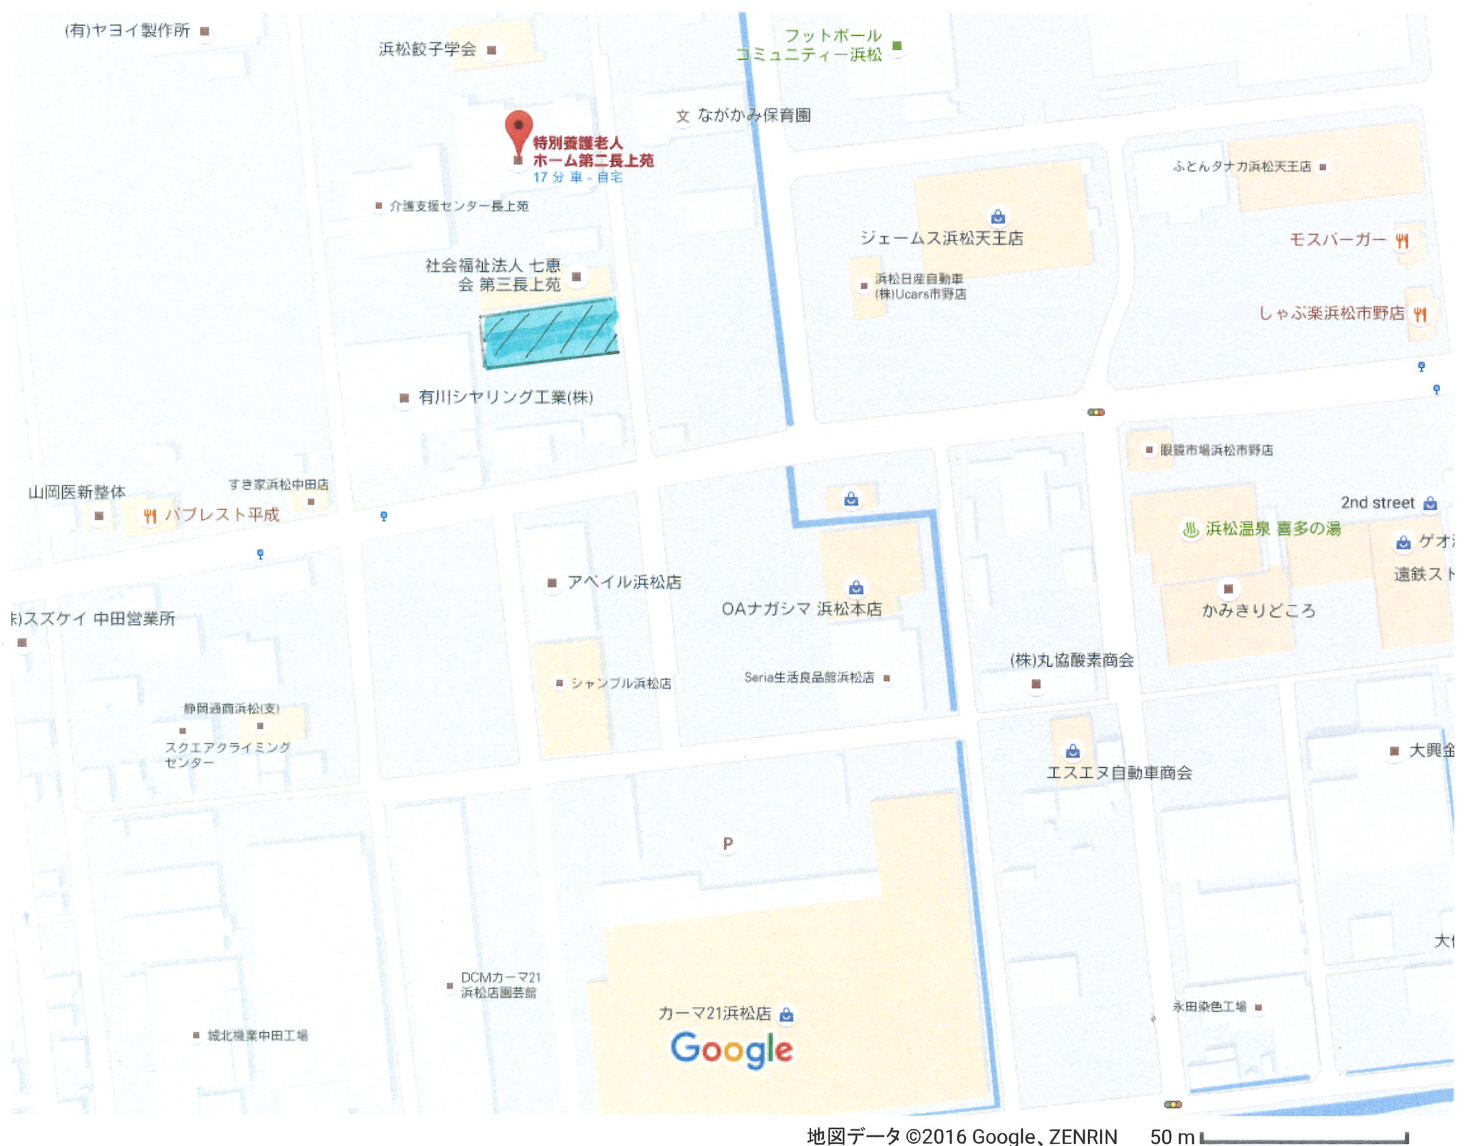 (有)ヤヨイ製作所
浜松餃子学会
フットボール
コミュニティー浜松
ながかみ保育園
特別養護老人
ホーム第二長上苑
17 分 車 - 自宅
ふとんタナカ浜松天王店
介護支援センター長上苑
ジェームス浜松天王店
モスバーガー
社会福祉法人 七恵
会 第三長上苑
浜松日産自動車
(株)Ucars市野店
しゃぶ楽浜松市野店
有川シヤリング工業(株)
眼鏡市場浜松市野店
すき家浜松中田店
山岡医新整体
パブレスト平成
2nd street
浜松温泉 喜多の湯
ゲオ
遠鉄スト
アベイル浜松店
OAナガシマ 浜松本店
かみきりどころ
株)スズケイ 中田営業所
(株)丸協酸素商会
シャンブル浜松店
Seria生活良品館浜松店
静岡通商浜松(支)
スクエアクライミング
センター
大興金
エスエヌ自動車商会
P
大
DCMカーマ21
浜松店園芸館
永田染色工場
カーマ21浜松店
城北機業中田工場
Google
地図データ ©2016 Google、ZENRIN 50 m